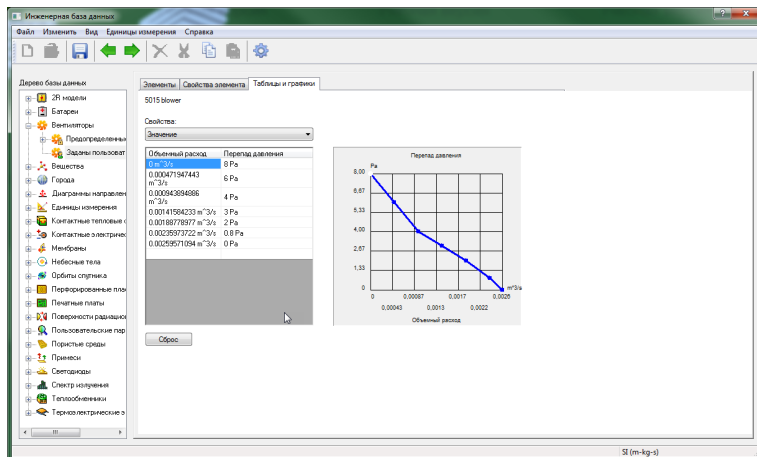 Инженерная база данных
Файл Изменить Вид Единицы измерения Справка
Дерево базы данных
2R модели
Батареи
Вентиляторы
Предопределенные
Заданы пользоват
Вещества
Города
Диаграммы направлен
Единицы измерения
Контактные тепловые с
Контактные электричес
Мембраны
Небесные тела
Орбиты спутника
Перфорированные плас
Печатные платы
Поверхности радиацион
Пользовательские пар
Пористые среды
Примеси
Светодиоды
Спектр излучения
Теплообменники
Термоэлектрические э
Элементы Свойства элемента Таблицы и графики
5015 blower
Свойства:
Значение
Объемный расход Перепад давления
0 m^3/s 8 Pa
0.000471947443 m^3/s 6 Pa
0.000943894886 m^3/s 4 Pa
0.00141584233 m^3/s 3 Pa
0.00188778977 m^3/s 2 Pa
0.00235973722 m^3/s 0.8 Pa
0.00259571094 m^3/s 0 Pa
Сброс
Перепад давления
Pa
8,00
6,67
5,33
4,00
2,67
1,33
0
m^3/s
0 0,00087 0,0017 0,0026
0,00043 0,0013 0,0022
Объемный расход
SI (m-kg-s)